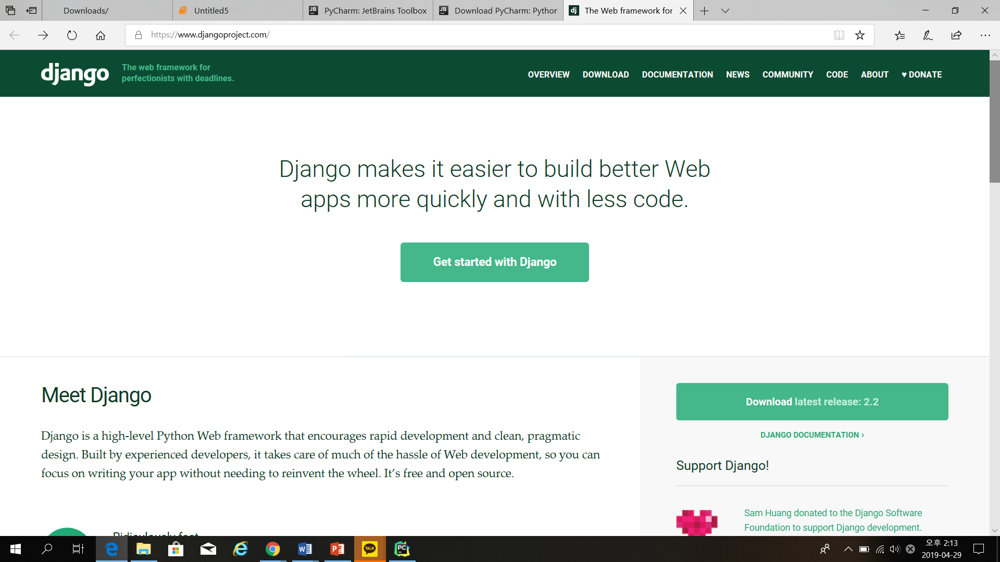 Downloads/
Untitled5
PyCharm: JetBrains Toolbox
Download PyCharm: Python
The Web framework for
https://www.djangoproject.com/
django
The web framework for
perfectionists with deadlines.
OVERVIEW DOWNLOAD DOCUMENTATION NEWS COMMUNITY CODE ABOUT ♥ DONATE
Django makes it easier to build better Web
apps more quickly and with less code.
Get started with Django
Meet Django
Django is a high-level Python Web framework that encourages rapid development and clean, pragmatic
design. Built by experienced developers, it takes care of much of the hassle of Web development, so you can
focus on writing your app without needing to reinvent the wheel. It’s free and open source.
Ridiculously fast.
Download latest release: 2.2
DJANGO DOCUMENTATION ›
Support Django!
Sam Huang donated to the Django Software
Foundation to support Django development.
오후 2:13
2019-04-29